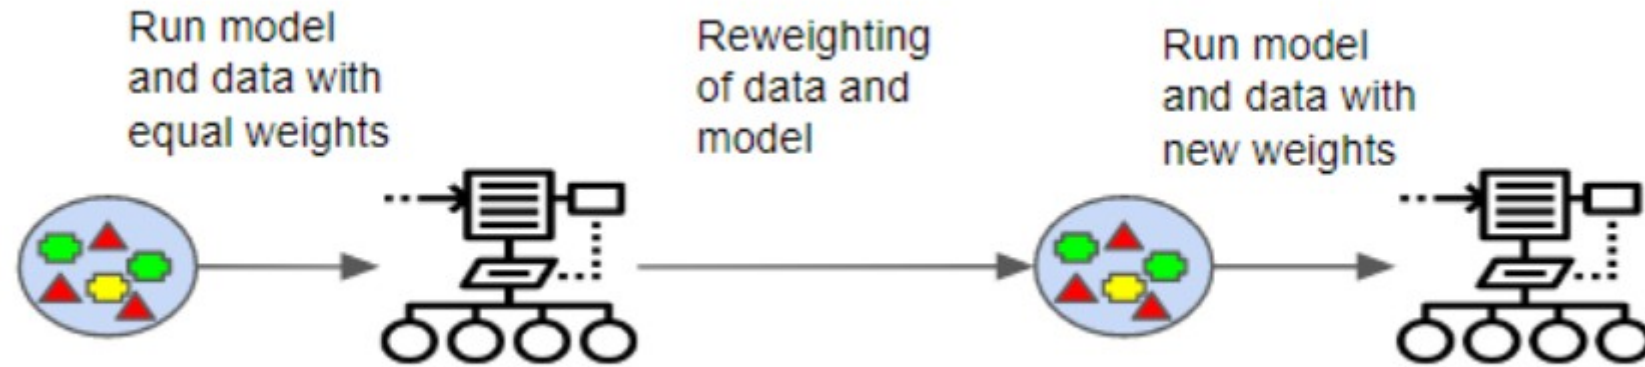 Run model
and data with
equal weights
Reweighting
of data and
model
Run model
and data with
new weights